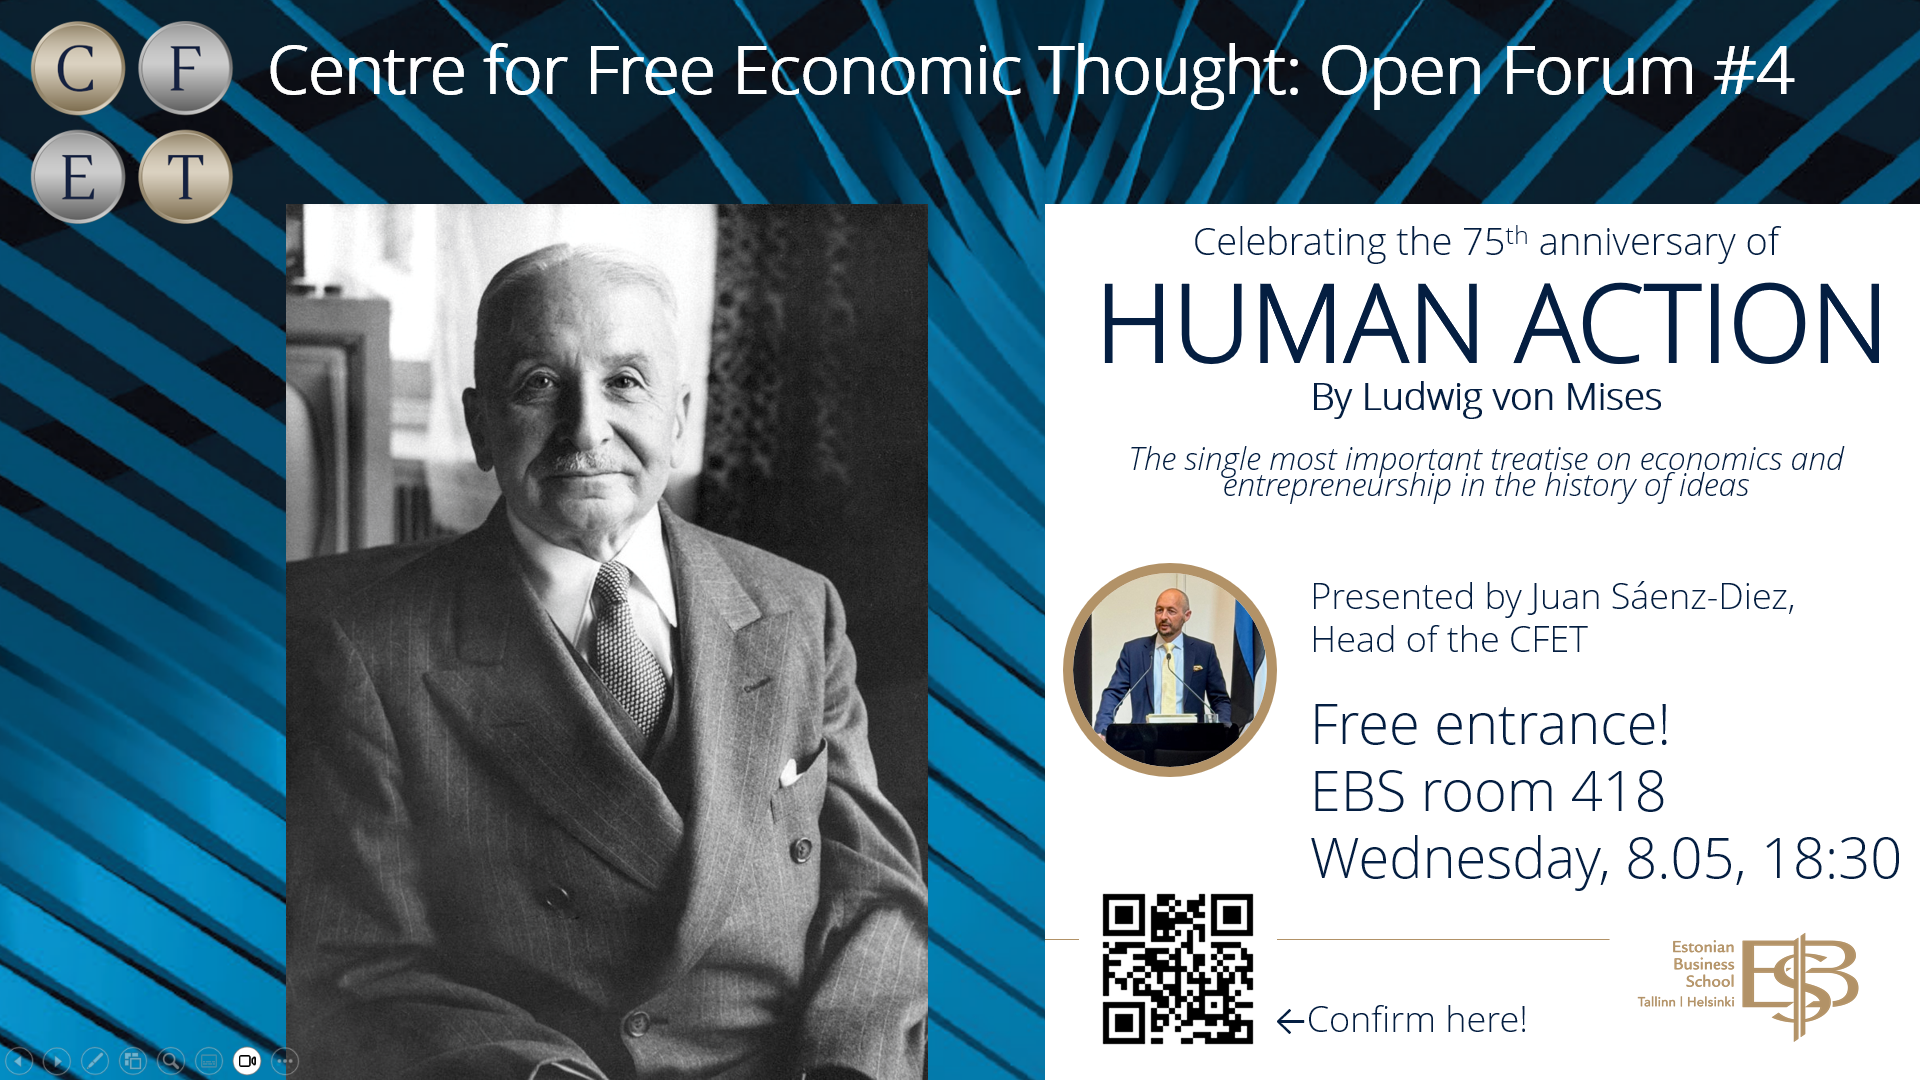 C F
E T
Centre for Free Economic Thought: Open Forum #4
Celebrating the 75th anniversary of
HUMAN ACTION
By Ludwig von Mises
The single most important treatise on economics and
entrepreneurship in the history of ideas
Presented by Juan Sáenz-Diez,
Head of the CFET
Free entrance!
EBS room 418
Wednesday, 8.05, 18:30
←Confirm here!
Estonian
Business
School
Tallinn | Helsinki
EBS